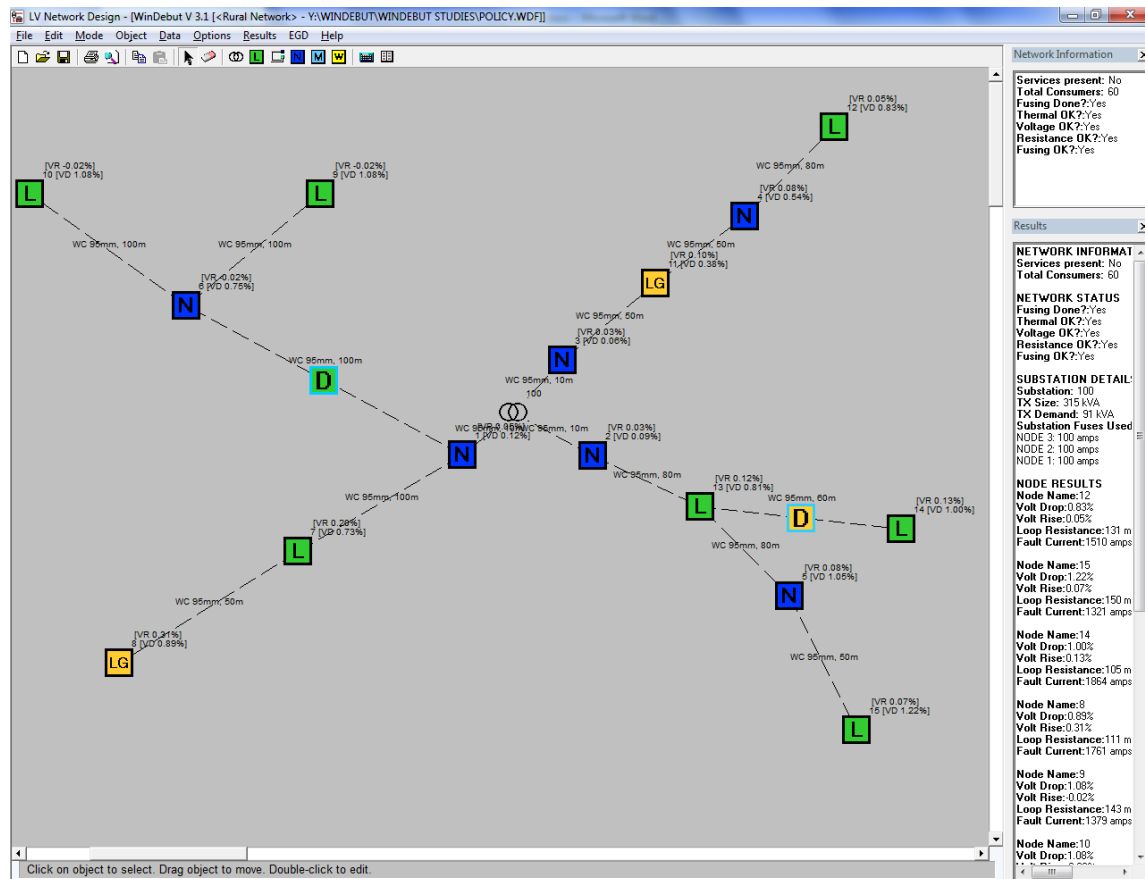 LV Network Design - [WinDebut V 3.1 [<Rural Network> - Y:\WINDEBUT\WINDEBUT STUDIES\POLICY.WDF]]
File Edit Mode Object Data Options Results EGD Help
L N M W
Network Information
Services present: No
Total Consumers: 60
Fusing Done?:Yes
Thermal OK?:Yes
Voltage OK?:Yes
Resistance OK?:Yes
Fusing OK?:Yes
[VR 0.05%]
12 [VD 0.83%]
L
WC 95mm, 80m
[VR -0.02%]
10 [VD 1.08%]
L
[VR -0.02%]
9 [VD 1.08%]
L
[VR 0.08%]
4 [VD 0.54%]
N
WC 95mm, 100m
WC 95mm, 100m
WC 95mm, 50m
[VR 0.10%]
11 [VD 0.38%]
LG
[VR -0.02%]
6 [VD 0.75%]
N
WC 95mm, 50m
[VR 0.03%]
3 [VD 0.06%]
N
WC 95mm, 100m
D
WC 95mm, 10m
100
1 [VD 0.12%]
N
WC 95mm, 10m
[VR 0.03%]
2 [VD 0.09%]
N
WC 95mm, 80m
[VR 0.12%]
13 [VD 0.81%]
L
WC 95mm, 60m
D
[VR 0.13%]
14 [VD 1.00%]
L
WC 95mm, 100m
[VR 0.20%]
7 [VD 0.73%]
L
WC 95mm, 80m
[VR 0.08%]
5 [VD 1.05%]
N
WC 95mm, 50m
[VR 0.31%]
8 [VD 0.89%]
LG
WC 95mm, 50m
[VR 0.07%]
15 [VD 1.22%]
L
Results
NETWORK INFORMAT
Services present: No
Total Consumers: 60
NETWORK STATUS
Fusing Done?:Yes
Thermal OK?:Yes
Voltage OK?:Yes
Resistance OK?:Yes
Fusing OK?:Yes
SUBSTATION DETAIL:
Substation: 100
TX Size: 315 kVA
TX Demand: 91 kVA
Substation Fuses Used
NODE 3: 100 amps
NODE 2: 100 amps
NODE 1: 100 amps
NODE RESULTS
Node Name:12
Volt Drop:0.83%
Volt Rise:0.05%
Loop Resistance:131 m
Fault Current:1510 amps
Node Name:15
Volt Drop:1.22%
Volt Rise:0.07%
Loop Resistance:150 m
Fault Current:1321 amps
Node Name:14
Volt Drop:1.00%
Volt Rise:0.13%
Loop Resistance:105 m
Fault Current:1864 amps
Node Name:8
Volt Drop:0.89%
Volt Rise:0.31%
Loop Resistance:111 m
Fault Current:1761 amps
Node Name:9
Volt Drop:1.08%
Volt Rise:-0.02%
Loop Resistance:143 m
Fault Current:1379 amps
Node Name:10
Volt Drop:1.08%
Click on object to select. Drag object to move. Double-click to edit.